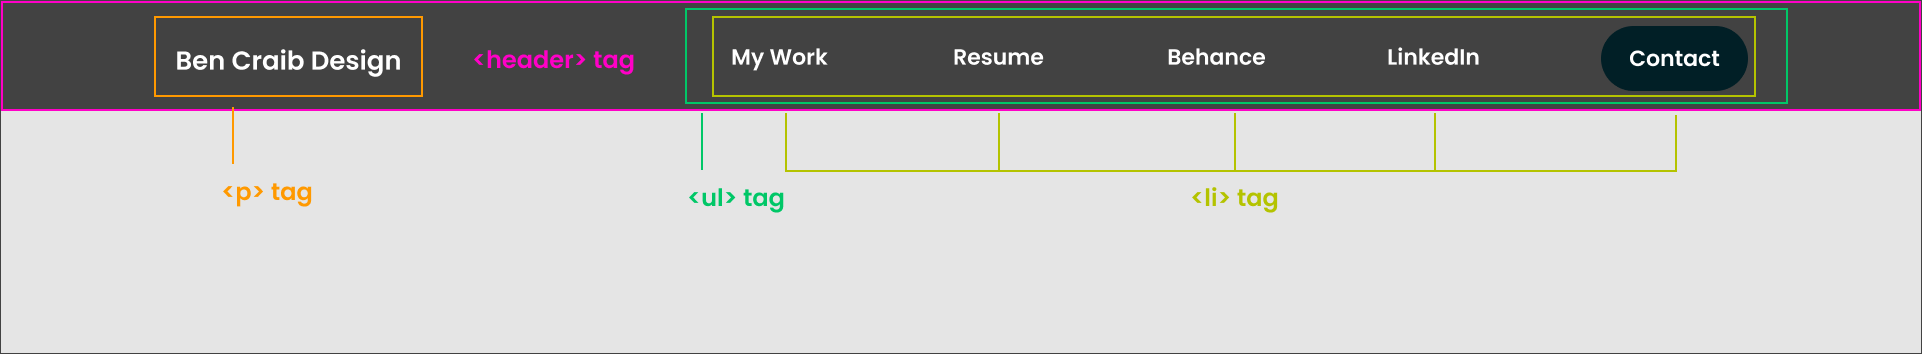 Ben Craib Design
<header> tag
My Work
Resume
Behance
LinkedIn
Contact
<p> tag
<ul> tag
<li> tag